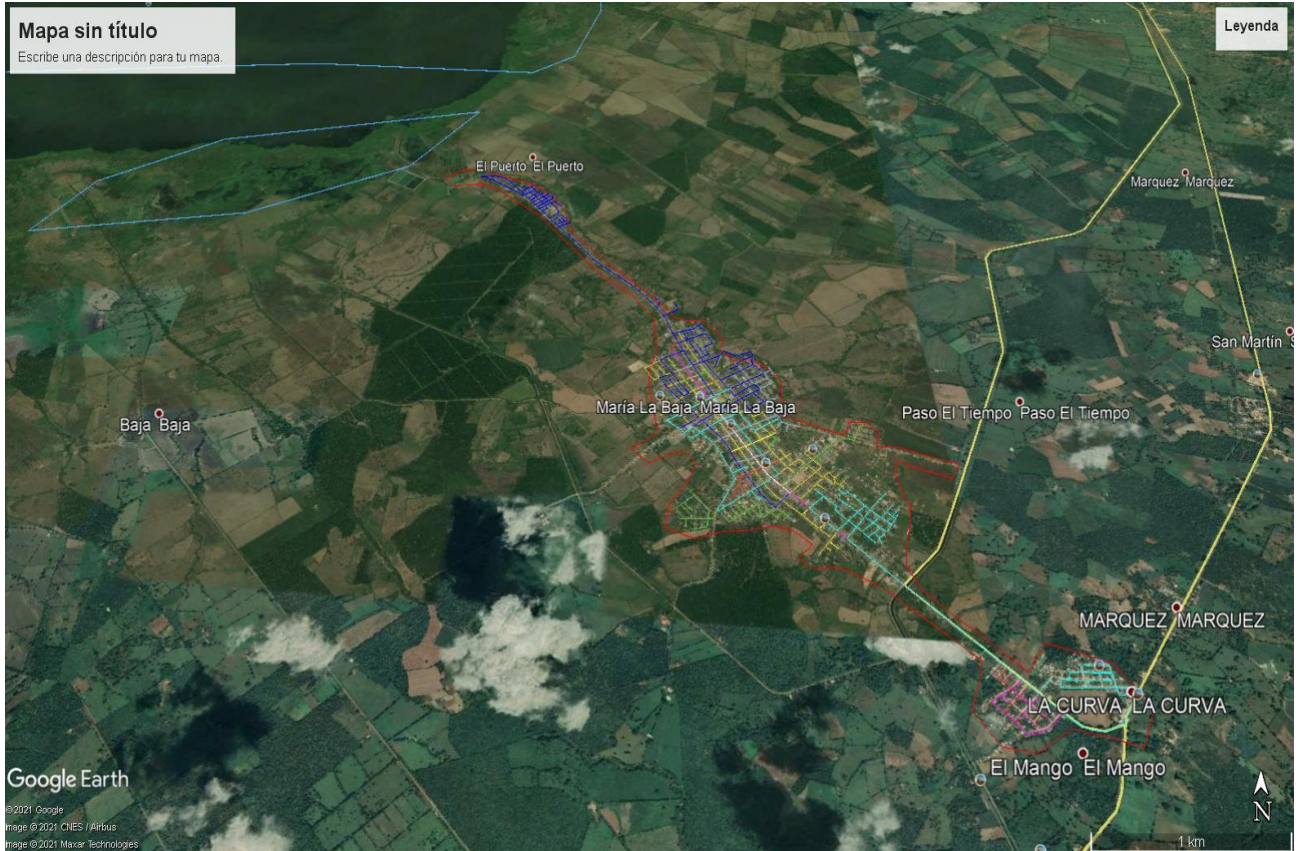 Mapa sin título
Escribe una descripción para tu mapa.
Leyenda
El Puerto El Puerto
Marquez Marquez
San Martín S
María La Baja María La Baja
Paso El Tiempo Paso El Tiempo
Baja Baja
MARQUEZ MARQUEZ
LA CURVA LA CURVA
El Mango El Mango
Google Earth
©2021 Google
Image ©2021 CNES / Airbus
Image ©2021 Maxar Technologies
N
1 km